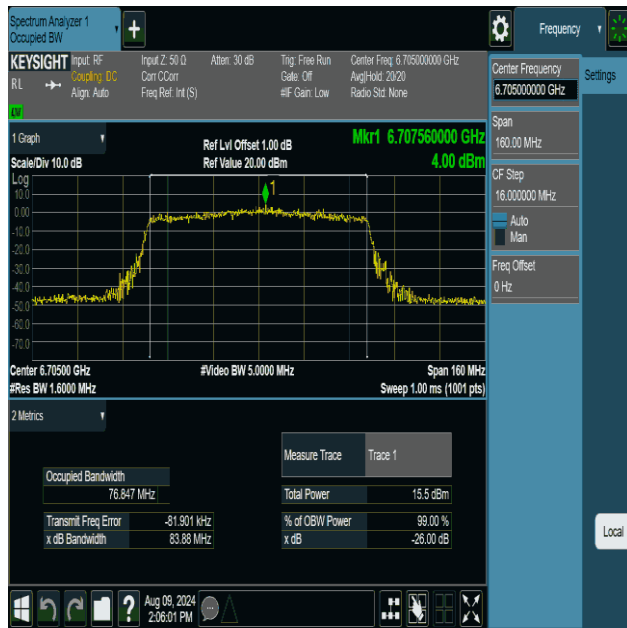 Spectrum Analyzer 1
Occupied BW
Frequency
KEYSIGHT
RL
Input: RF
Coupling: DC
Align: Auto
Input Z: 50 Ω
Corr CCorr
Freq Ref: Int (S)
Atten: 30 dB
Trig: Free Run
Gate: Off
#IF Gain: Low
Center Freq: 6.705000000 GHz
Avg|Hold: 20/20
Radio Std: None
Center Frequency
6.705000000 GHz
Settings
Span
160.00 MHz
CF Step
16.000000 MHz
Auto
Man
Freq Offset
0 Hz
1 Graph
Scale/Div 10.0 dB
Ref Lvl Offset 1.00 dB
Ref Value 20.00 dBm
Mkr1 6.707560000 GHz
4.00 dBm
Log
10.0
0.00
-10.0
-20.0
-30.0
-40.0
-50.0
-60.0
-70.0
1
Center 6.70500 GHz
#Video BW 5.0000 MHz
Span 160 MHz
#Res BW 1.6000 MHz
Sweep 1.00 ms (1001 pts)
2 Metrics
Measure Trace
Trace 1
Occupied Bandwidth
76.847 MHz
Total Power
15.5 dBm
Transmit Freq Error
-81.901 kHz
% of OBW Power
99.00 %
x dB Bandwidth
83.88 MHz
x dB
-26.00 dB
Local
Aug 09, 2024
2:06:01 PM